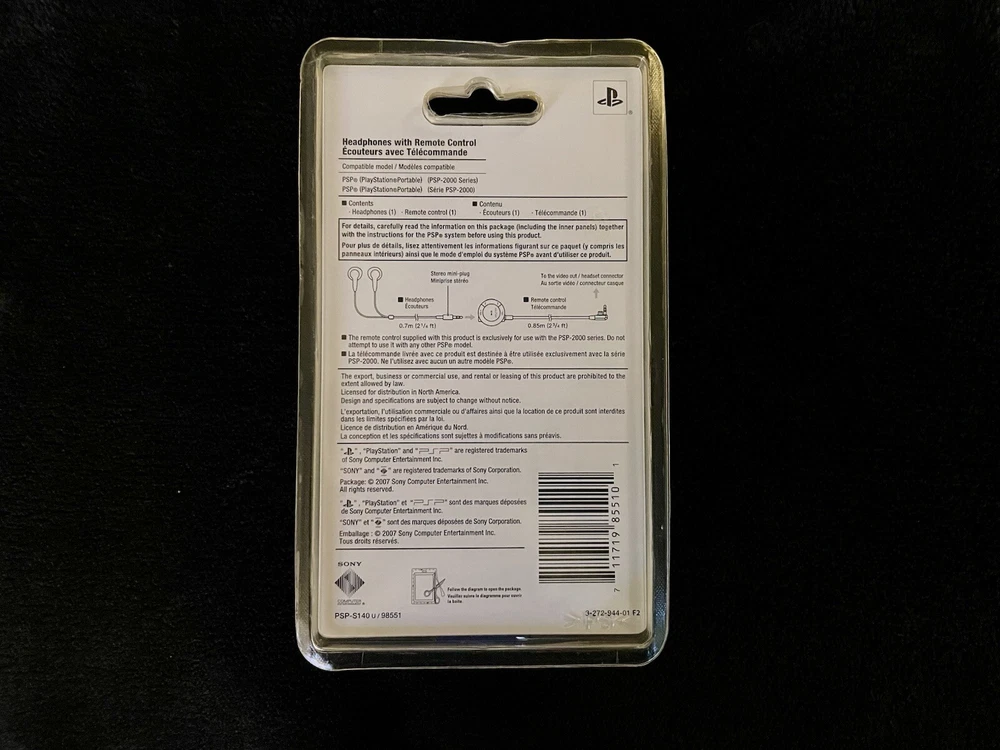 Headphones with Remote Control
Écouteurs avec Télécommande
Compatible model / Modèles compatible
PSP® (PlayStation®Portable) (PSP-2000 Series)
PSP® (PlayStation®Portable) (Série PSP-2000)
■ Contents
· Headphones (1) · Remote control (1)
■ Contenu
· Écouteurs (1) · Télécommande (1)
For details, carefully read the information on this package (including the inner panels) together
with the instructions for the PSP® system before using this product.
Pour plus de détails, lisez attentivement les informations figurant sur ce paquet (y compris les
panneaux intérieurs) ainsi que le mode d'emploi du système PSP® avant d'utiliser ce produit.
Stereo mini-plug
Miniprise stéréo
To the video out / headset connector
Au sortie vidéo / connecteur casque
■ Headphones
Écouteurs
■ Remote control
Télécommande
0.7m (2 1/4 ft)
0.85m (2 3/4 ft)
■ The remote control supplied with this product is exclusively for use with the PSP-2000 series. Do not
attempt to use it with any other PSP® model.
■ La télécommande livrée avec ce produit est destinée à être utilisée exclusivement avec la série
PSP-2000. Ne l'utilisez avec aucun un autre modèle PSP®.
The export, business or commercial use, and rental or leasing of this product are prohibited to the
extent allowed by law.
Licensed for distribution in North America.
Design and specifications are subject to change without notice.
L'exportation, l'utilisation commerciale ou d'affaires ainsi que la location de ce produit sont interdites
dans les limites spécifiées par la loi.
Licence de distribution en Amérique du Nord.
La conception et les spécifications sont sujettes à modifications sans préavis.
" ", "PlayStation" and "PSP" are registered trademarks
of Sony Computer Entertainment Inc.
"SONY" and " " are registered trademarks of Sony Corporation.
Package: © 2007 Sony Computer Entertainment Inc.
All rights reserved.
" ", "PlayStation" et "PSP" sont des marques déposées
de Sony Computer Entertainment Inc.
"SONY" et " " sont des marques déposées de Sony Corporation.
Emballage : © 2007 Sony Computer Entertainment Inc.
Tous droits réservés.
7 11719 85510 1
SONY
COMPUTER
ENTERTAINMENT®
Follow the diagram to open the package.
Veuillez suivre le diagramme pour ouvrir
la boîte.
PSP-S140 U / 98551
3-272-944-01 F2